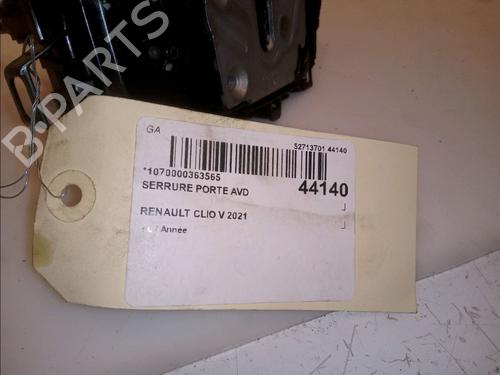 B-PARTS
GA
52713701 44140
*1070000363565
SERRURE PORTE AVD
44140
RENAULT CLIO V 2021
Année